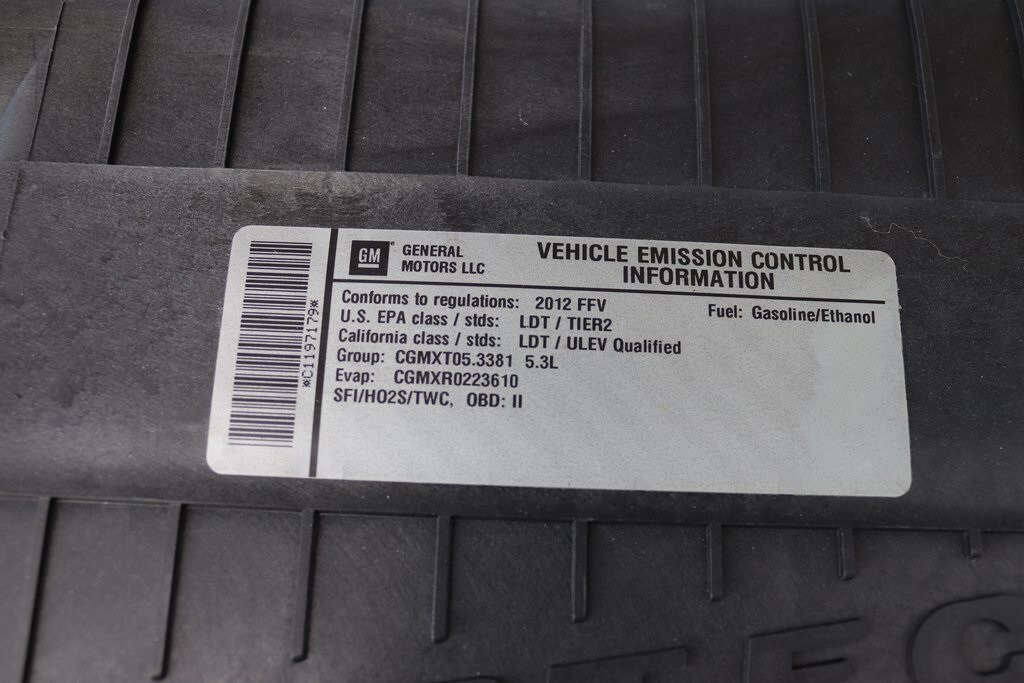 GM GENERAL MOTORS LLC
VEHICLE EMISSION CONTROL
INFORMATION
Conforms to regulations: 2012 FFV
Fuel: Gasoline/Ethanol
U.S. EPA class / stds: LDT / TIER2
California class / stds: LDT / ULEV Qualified
Group: CGMXT05.3381 5.3L
Evap: CGMXR0223610
SFI/HO2S/TWC, OBD: II
*C1197179*
TEC